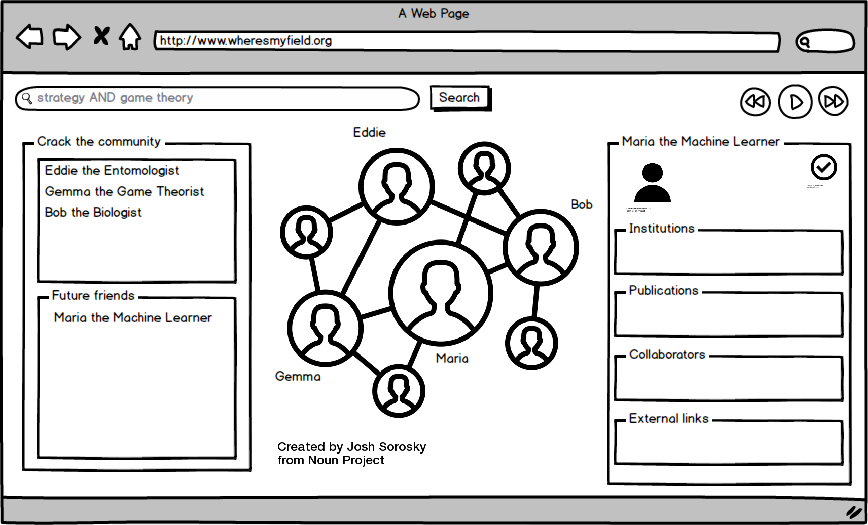 A Web Page
http://www.wheresmyfield.org
strategy AND game theory
Search
Crack the community
Eddie the Entomologist
Gemma the Game Theorist
Bob the Biologist
Future friends
Maria the Machine Learner
Eddie
Bob
Maria
Gemma
Created by Josh Sorosky
from Noun Project
Maria the Machine Learner
Institutions
Publications
Collaborators
External links